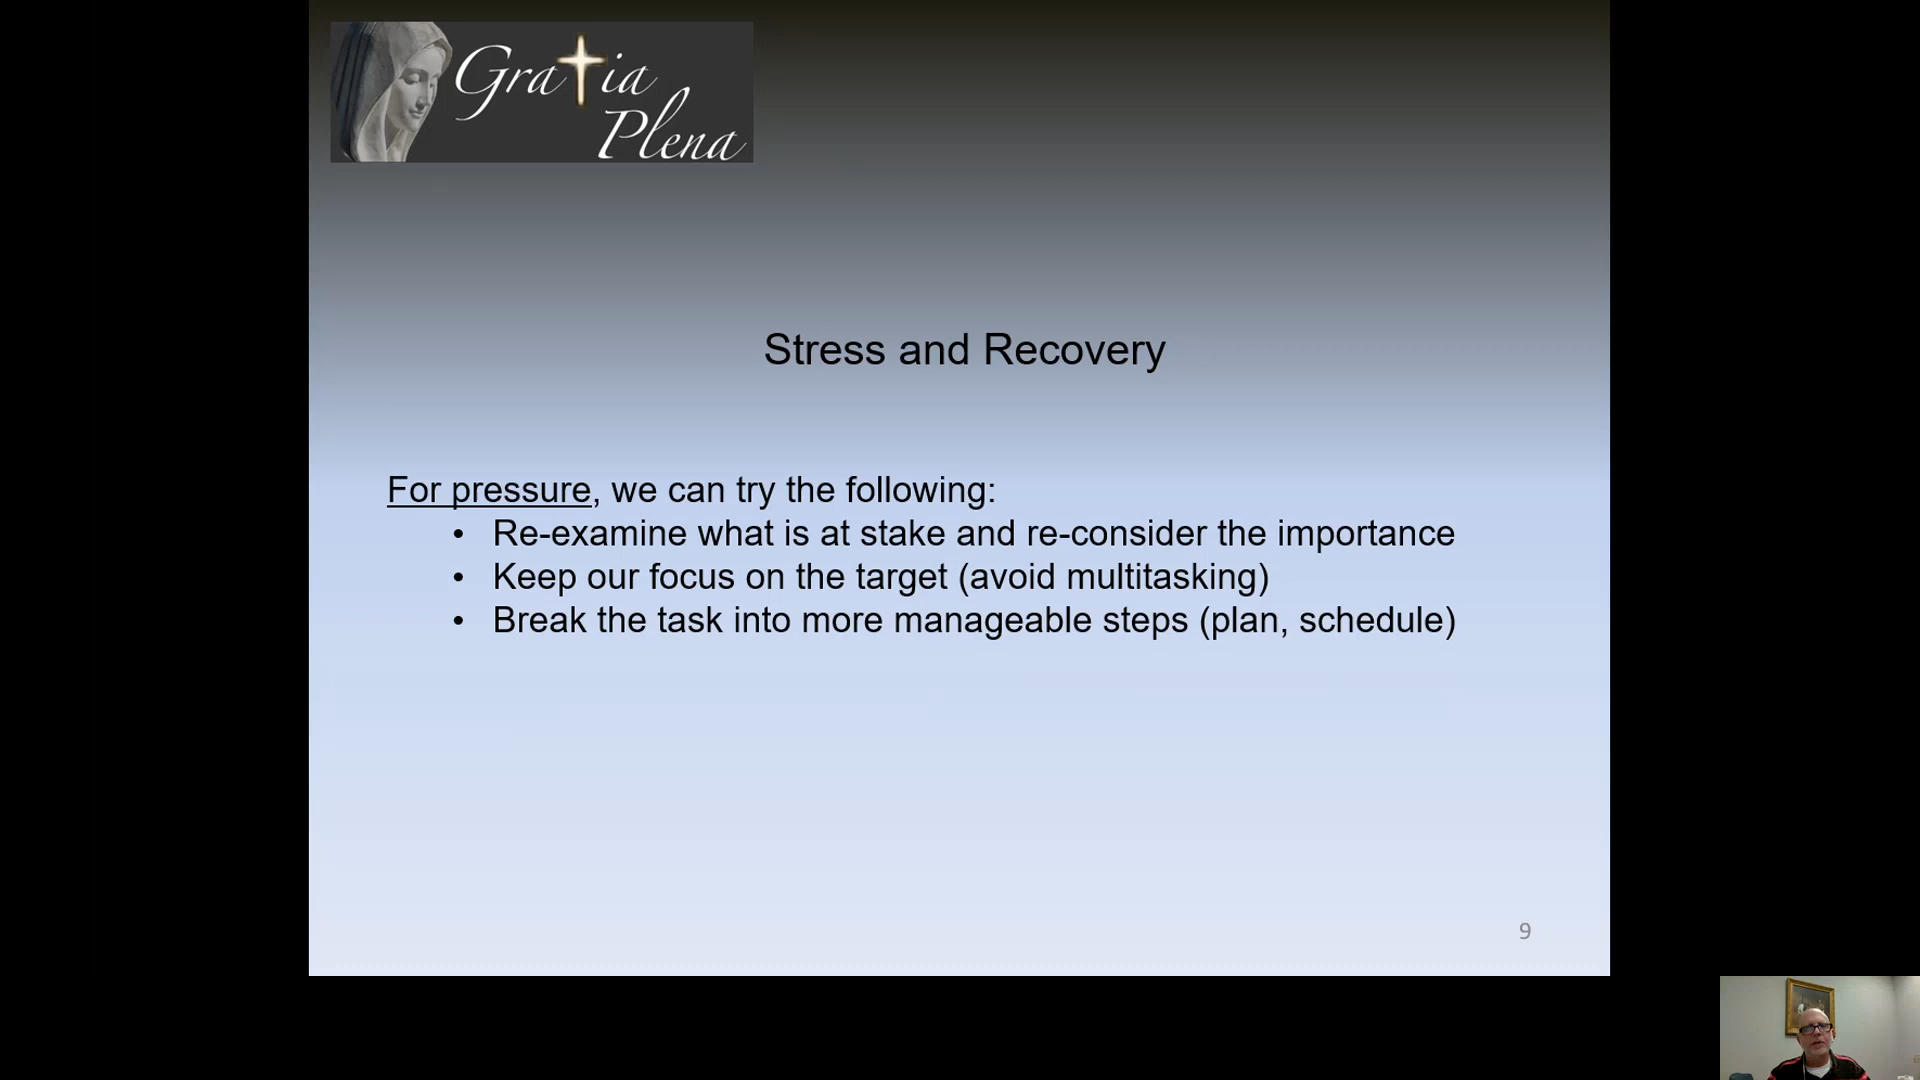 Gratia
Plena
Stress and Recovery
For pressure, we can try the following:
• Re-examine what is at stake and re-consider the importance
• Keep our focus on the target (avoid multitasking)
• Break the task into more manageable steps (plan, schedule)
9